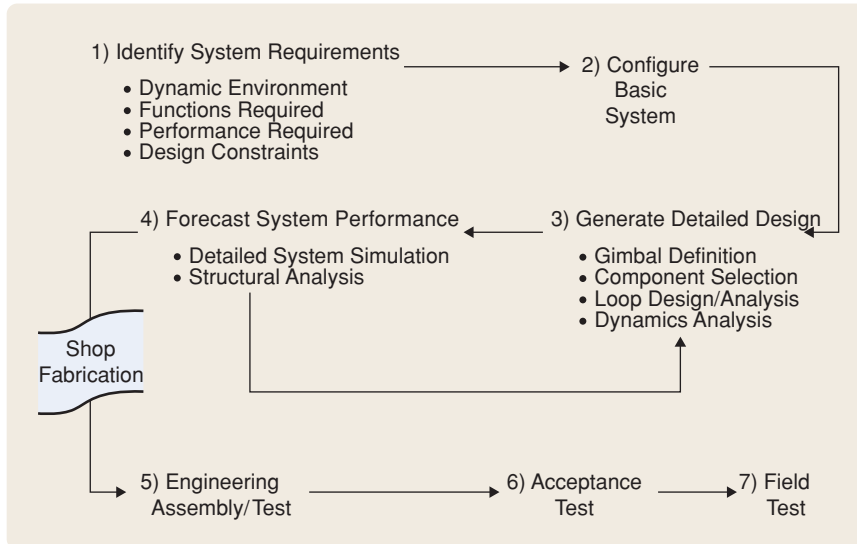 1) Identify System Requirements
• Dynamic Environment
• Functions Required
• Performance Required
• Design Constraints
2) Configure
Basic
System
4) Forecast System Performance
• Detailed System Simulation
• Structural Analysis
3) Generate Detailed Design
• Gimbal Definition
• Component Selection
• Loop Design/Analysis
• Dynamics Analysis
Shop
Fabrication
5) Engineering
Assembly/Test
6) Acceptance
Test
7) Field
Test